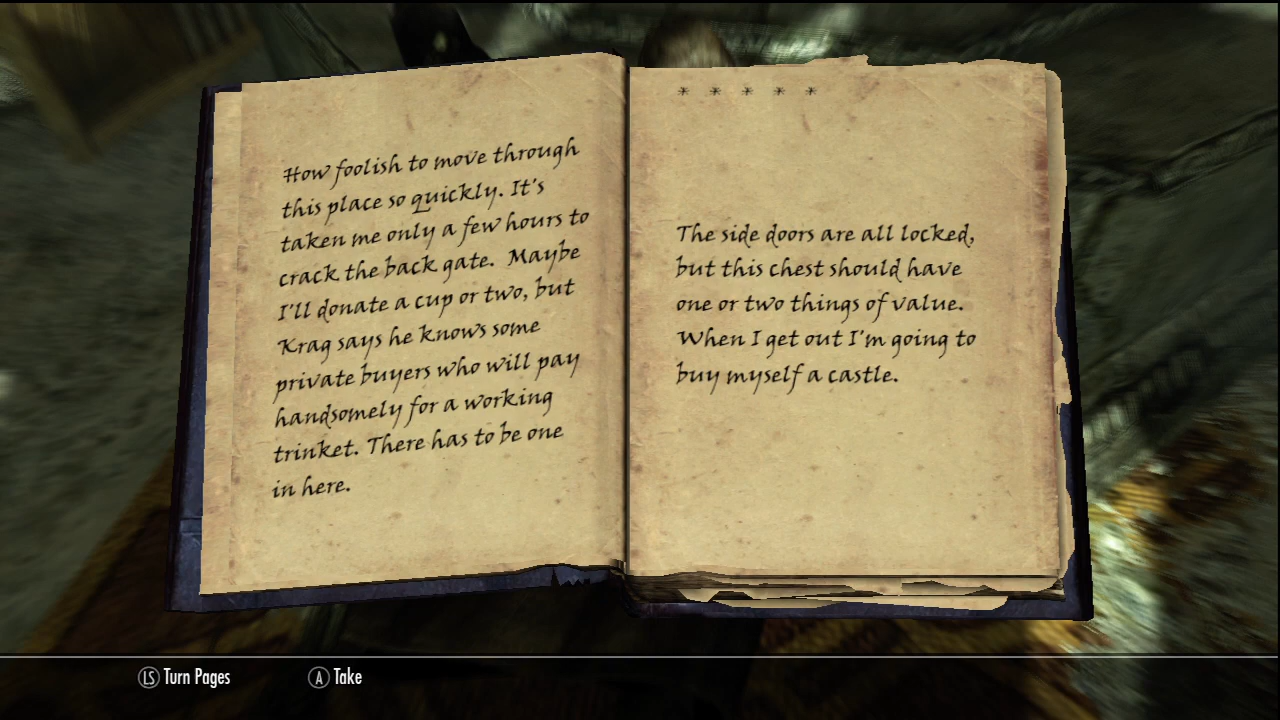 How foolish to move through
this place so quickly. It's
taken me only a few hours to
crack the back gate. Maybe
I'll donate a cup or two, but
Krag says he knows some
private buyers who will pay
handsomely for a working
trinket. There has to be one
in here.
* * * * *
The side doors are all locked,
but this chest should have
one or two things of value.
When I get out I'm going to
buy myself a castle.
LS Turn Pages
A Take